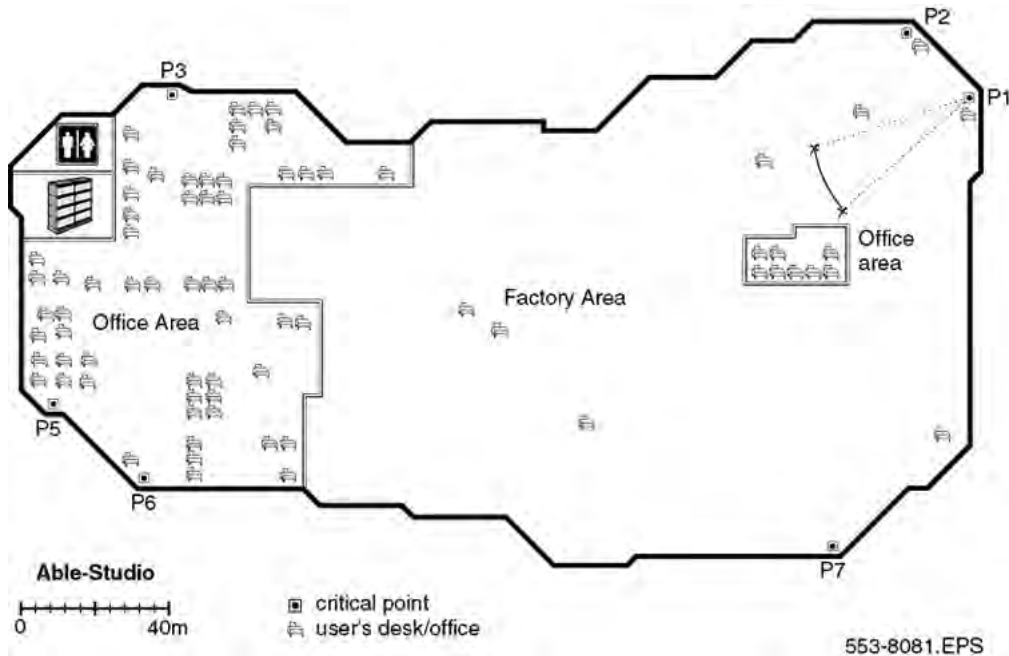 P2
P3
P1
Office
area
Factory Area
Office Area
P5
P6
P7
Able-Studio
0 40m
critical point
user's desk/office
553-8081.EPS